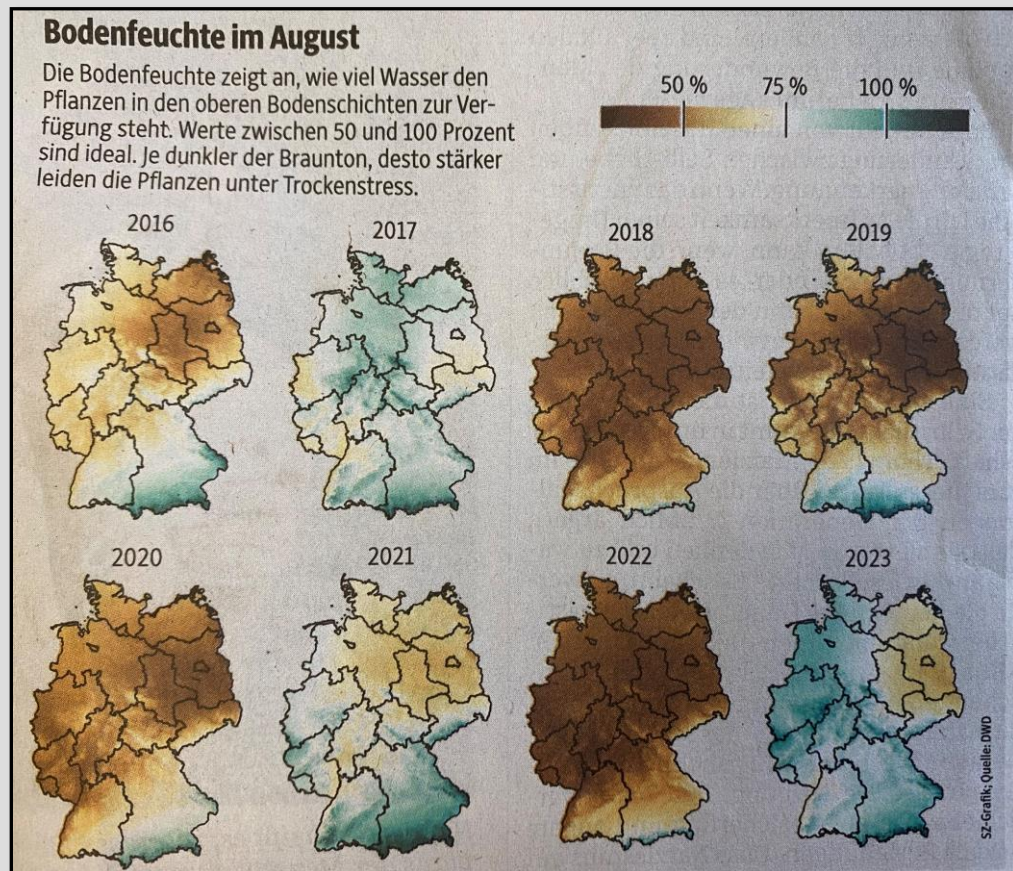 Bodenfeuchte im August
Die Bodenfeuchte zeigt an, wie viel Wasser den
Pflanzen in den oberen Bodenschichten zur Ver-
fügung steht. Werte zwischen 50 und 100 Prozent
sind ideal. Je dunkler der Braunton, desto stärker
leiden die Pflanzen unter Trockenstress.
50 % 75 % 100 %
2016 2017 2018 2019
2020 2021 2022 2023
SZ-Grafik; Quelle: DWD